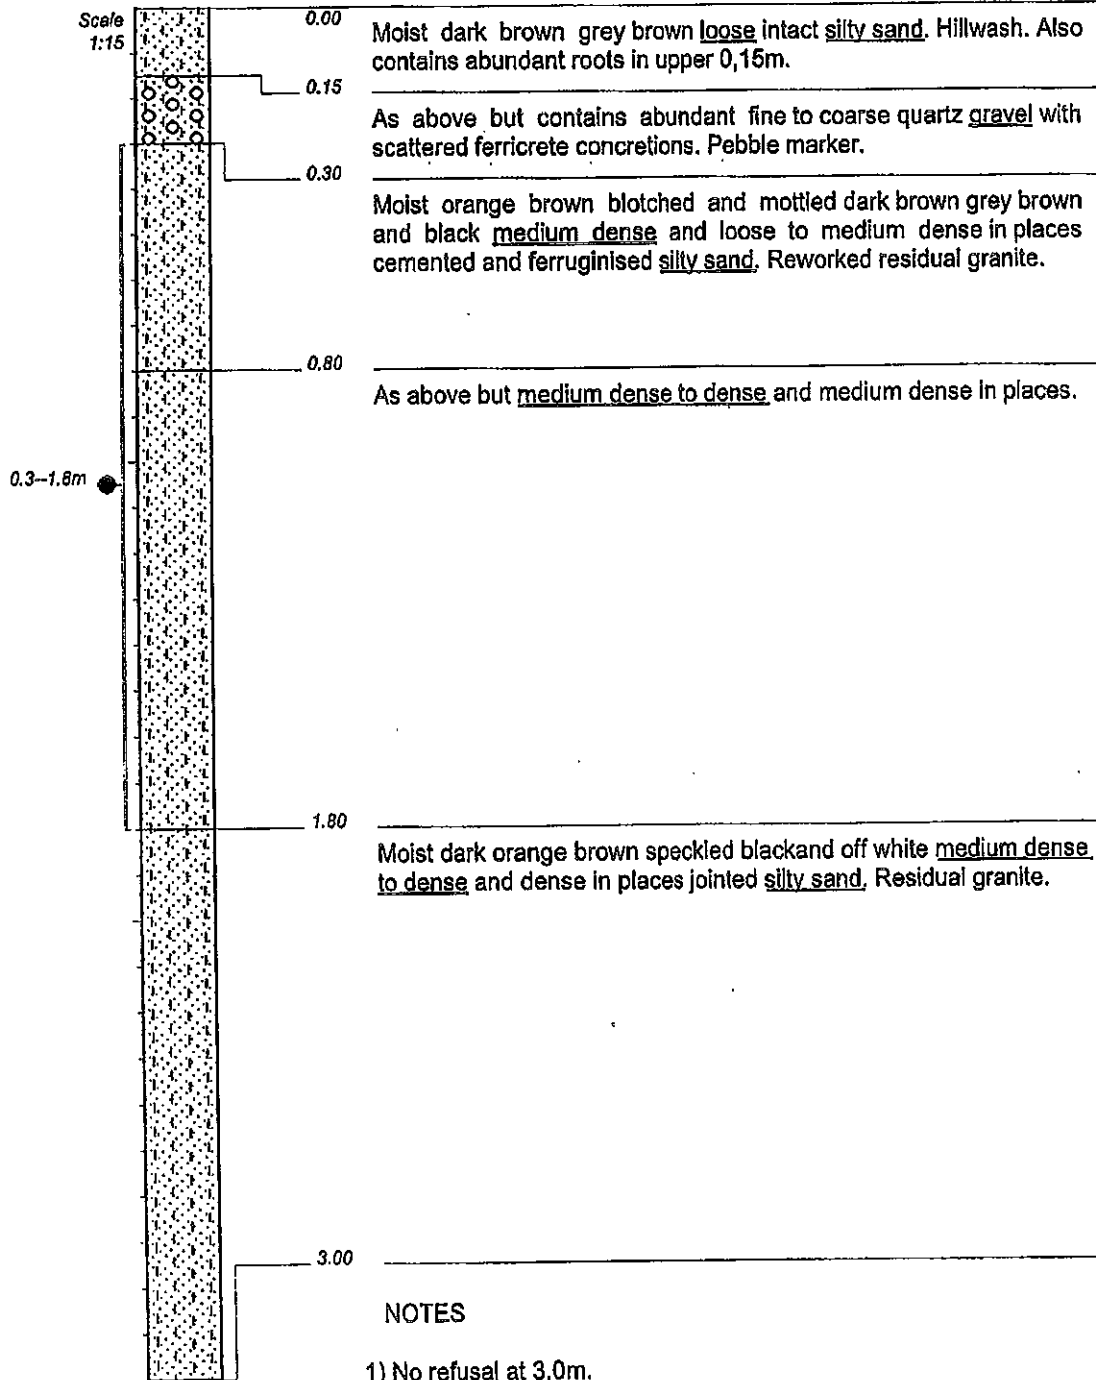 Scale
1:15
0.00
Moist dark brown grey brown loose intact silty sand. Hillwash. Also
contains abundant roots in upper 0,15m.
0.15
As above but contains abundant fine to coarse quartz gravel with
scattered ferricrete concretions. Pebble marker.
0.30
Moist orange brown blotched and mottled dark brown grey brown
and black medium dense and loose to medium dense in places
cemented and ferruginised silty sand. Reworked residual granite.
0.80
As above but medium dense to dense and medium dense in places.
0.3--1.8m
1.80
Moist dark orange brown speckled blackand off white medium dense
to dense and dense in places jointed silty sand. Residual granite.
3.00
NOTES
1) No refusal at 3.0m.